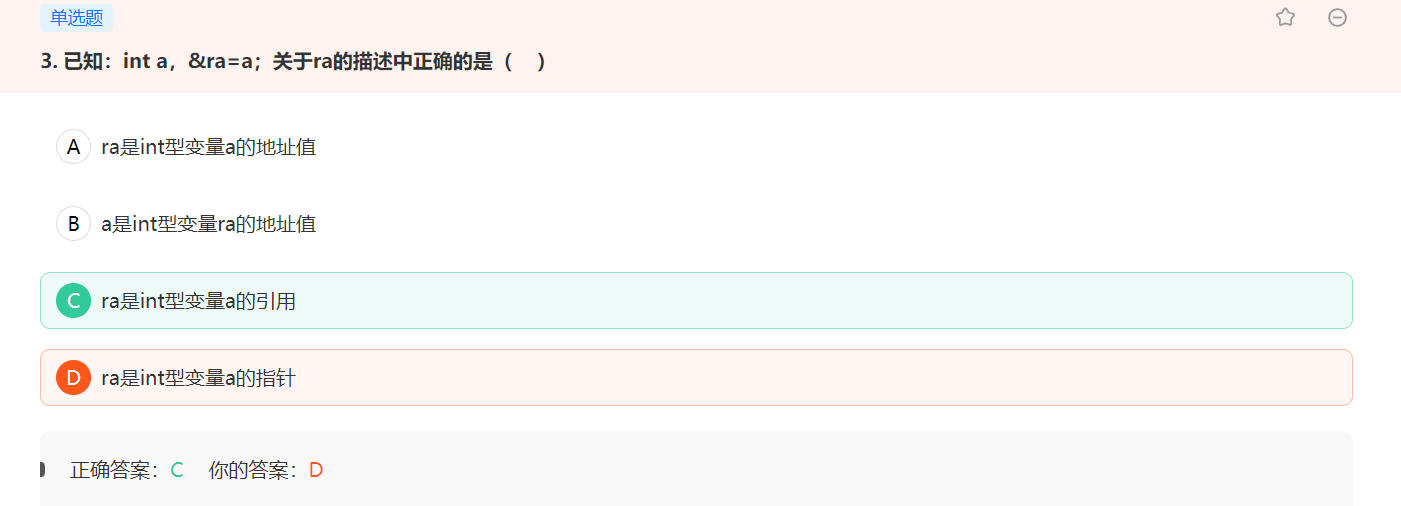 单选题
3. 已知：int a，&ra=a；关于ra的描述中正确的是（  ）
A ra是int型变量a的地址值
B a是int型变量ra的地址值
C ra是int型变量a的引用
D ra是int型变量a的指针
正确答案：C 你的答案：D